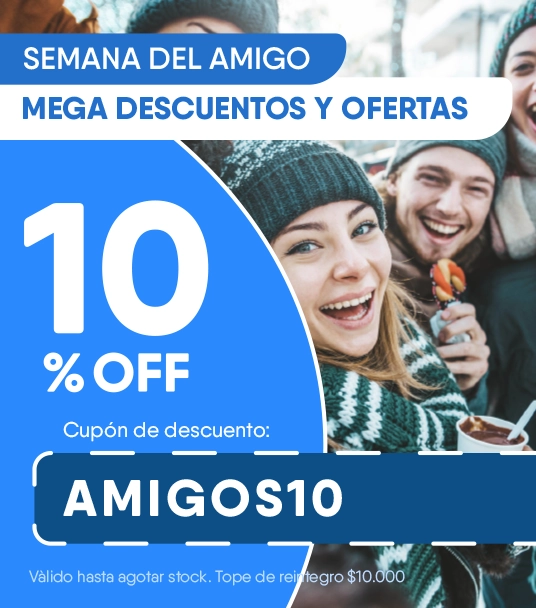 SEMANA DEL AMIGO
MEGA DESCUENTOS Y OFERTAS
10
% OFF
Cupón de descuento:
AMIGOS10
Vàlido hasta agotar stock. Tope de reintegro $10.000